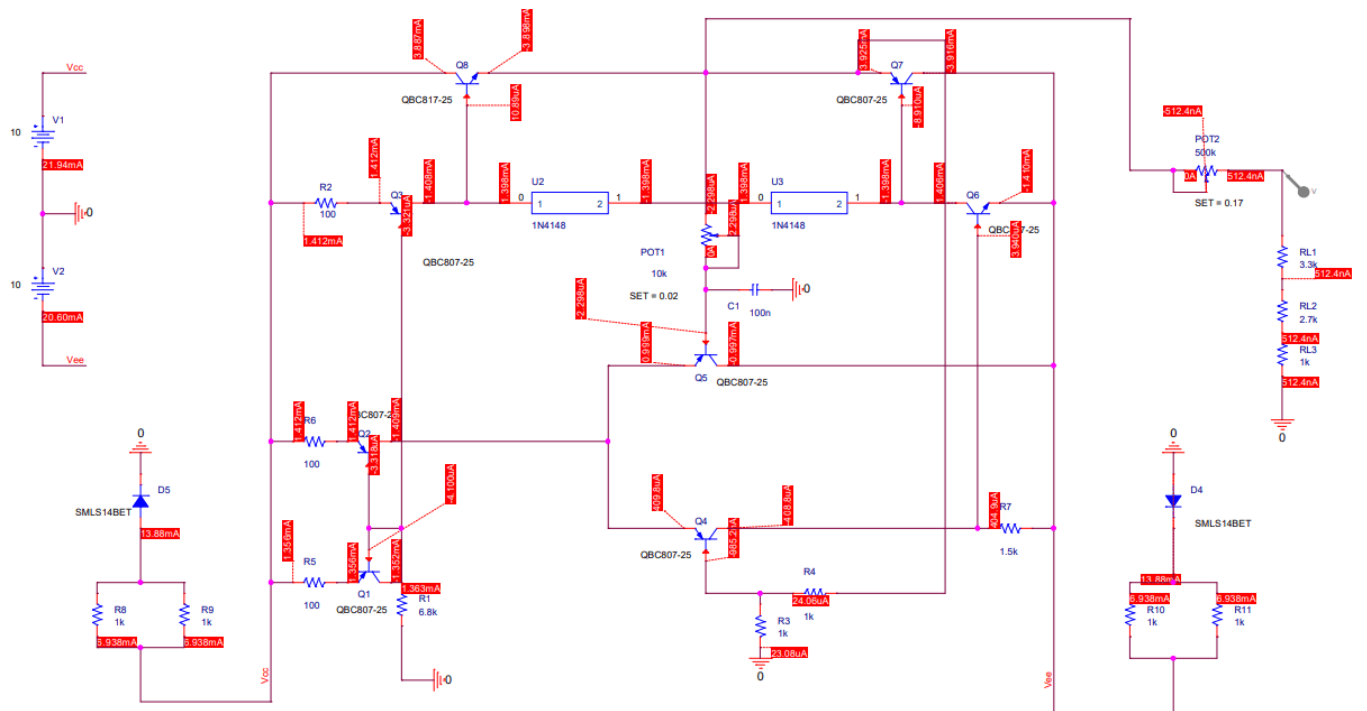 Vcc
V1
10
21.94mA
0
V2
10
20.60mA
Vee
3.887mA
-3.898mA
Q8
QBC817-25
10.89uA
3.925mA
3.916mA
Q7
QBC807-25
-8.910uA
-512.4nA
POT2
500k
0A
512.4nA
SET = 0.17
V
R2
100
1.412mA
1.412mA
Q3
-3.321uA
QBC807-25
-1.408mA
1.398mA
U2
0
1
1
2
1N4148
-1.398mA
-2.298uA
2.298uA
0A
POT1
10k
SET = 0.02
1.398mA
U3
0
1
1
2
1N4148
-1.398mA
1.406mA
Q6
-1.410mA
3.940uA
C1
100n
0
RL1
3.3k
512.4nA
RL2
2.7k
512.4nA
RL3
1k
512.4nA
0
-2.298uA
0.999mA
-0.997mA
Q5
QBC807-25
R6
100
1.412mA
1.412mA
Q2
-3.318uA
1.409mA
-4.100uA
1.356mA
R5
100
1.356mA
Q1
QBC807-25
1.352mA
1.363mA
R1
6.8k
0
409.8uA
-408.8uA
Q4
QBC807-25
R7
1.5k
R4
24.06uA
1k
R3
1k
23.08uA
0
0
D5
SMLS14BET
13.88mA
R8
1k
R9
1k
6.938mA
6.938mA
Vcc
0
D4
SMLS14BET
13.88mA
6.938mA
6.938mA
R10
1k
R11
1k
Vee